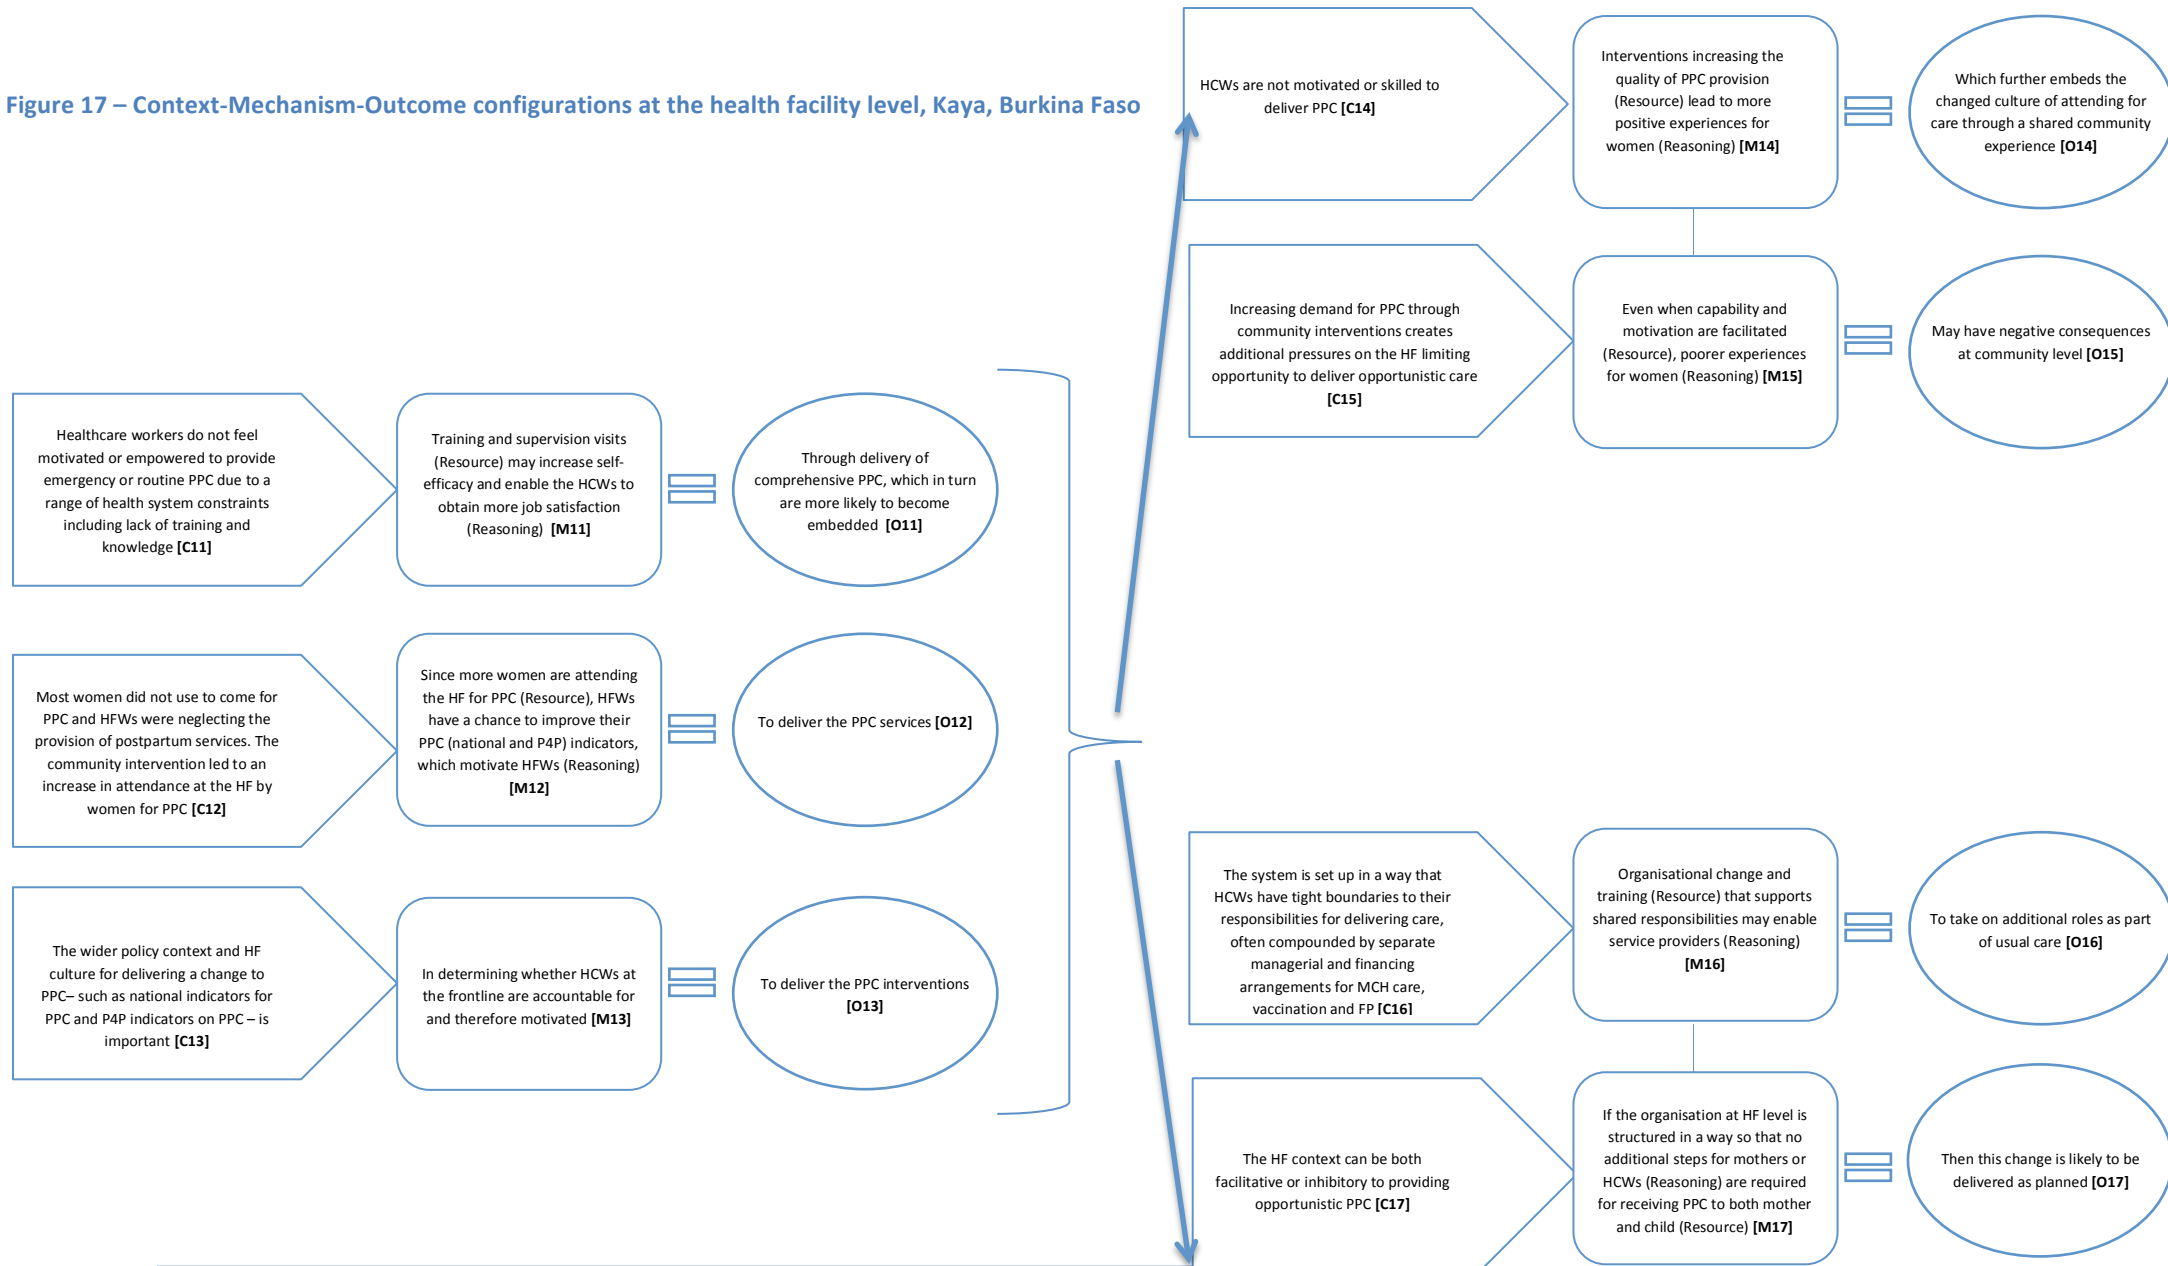 Figure 17 – Context-Mechanism-Outcome configurations at the health facility level, Kaya, Burkina Faso
Healthcare workers do not feel
motivated or empowered to provide
emergency or routine PPC due to a
range of health system constraints
including lack of training and
knowledge [C11]
Training and supervision visits
(Resource) may increase self-
efficacy and enable the HCWs to
obtain more job satisfaction
(Reasoning) [M11]
Through delivery of
comprehensive PPC, which in turn
are more likely to become
embedded [O11]
Most women did not use to come for
PPC and HFWs were neglecting the
provision of postpartum services. The
community intervention led to an
increase in attendance at the HF by
women for PPC [C12]
Since more women are attending
the HF for PPC (Resource), HFWs
have a chance to improve their
PPC (national and P4P) indicators,
which motivate HFWs (Reasoning)
[M12]
To deliver the PPC services [O12]
The wider policy context and HF
culture for delivering a change to
PPC– such as national indicators for
PPC and P4P indicators on PPC – is
important [C13]
In determining whether HCWs at
the frontline are accountable for
and therefore motivated [M13]
To deliver the PPC interventions
[O13]
HCWs are not motivated or skilled to
deliver PPC [C14]
Interventions increasing the
quality of PPC provision
(Resource) lead to more
positive experiences for
women (Reasoning) [M14]
Which further embeds the
changed culture of attending for
care through a shared community
experience [O14]
Increasing demand for PPC through
community interventions creates
additional pressures on the HF limiting
opportunity to deliver opportunistic care
[C15]
Even when capability and
motivation are facilitated
(Resource), poorer experiences
for women (Reasoning) [M15]
May have negative consequences
at community level [O15]
The system is set up in a way that
HCWs have tight boundaries to their
responsibilities for delivering care,
often compounded by separate
managerial and financing
arrangements for MCH care,
vaccination and FP [C16]
Organisational change and
training (Resource) that supports
shared responsibilities may enable
service providers (Reasoning)
[M16]
To take on additional roles as part
of usual care [O16]
The HF context can be both
facilitative or inhibitory to providing
opportunistic PPC [C17]
If the organisation at HF level is
structured in a way so that no
additional steps for mothers or
HCWs (Reasoning) are required
for receiving PPC to both mother
and child (Resource) [M17]
Then this change is likely to be
delivered as planned [O17]